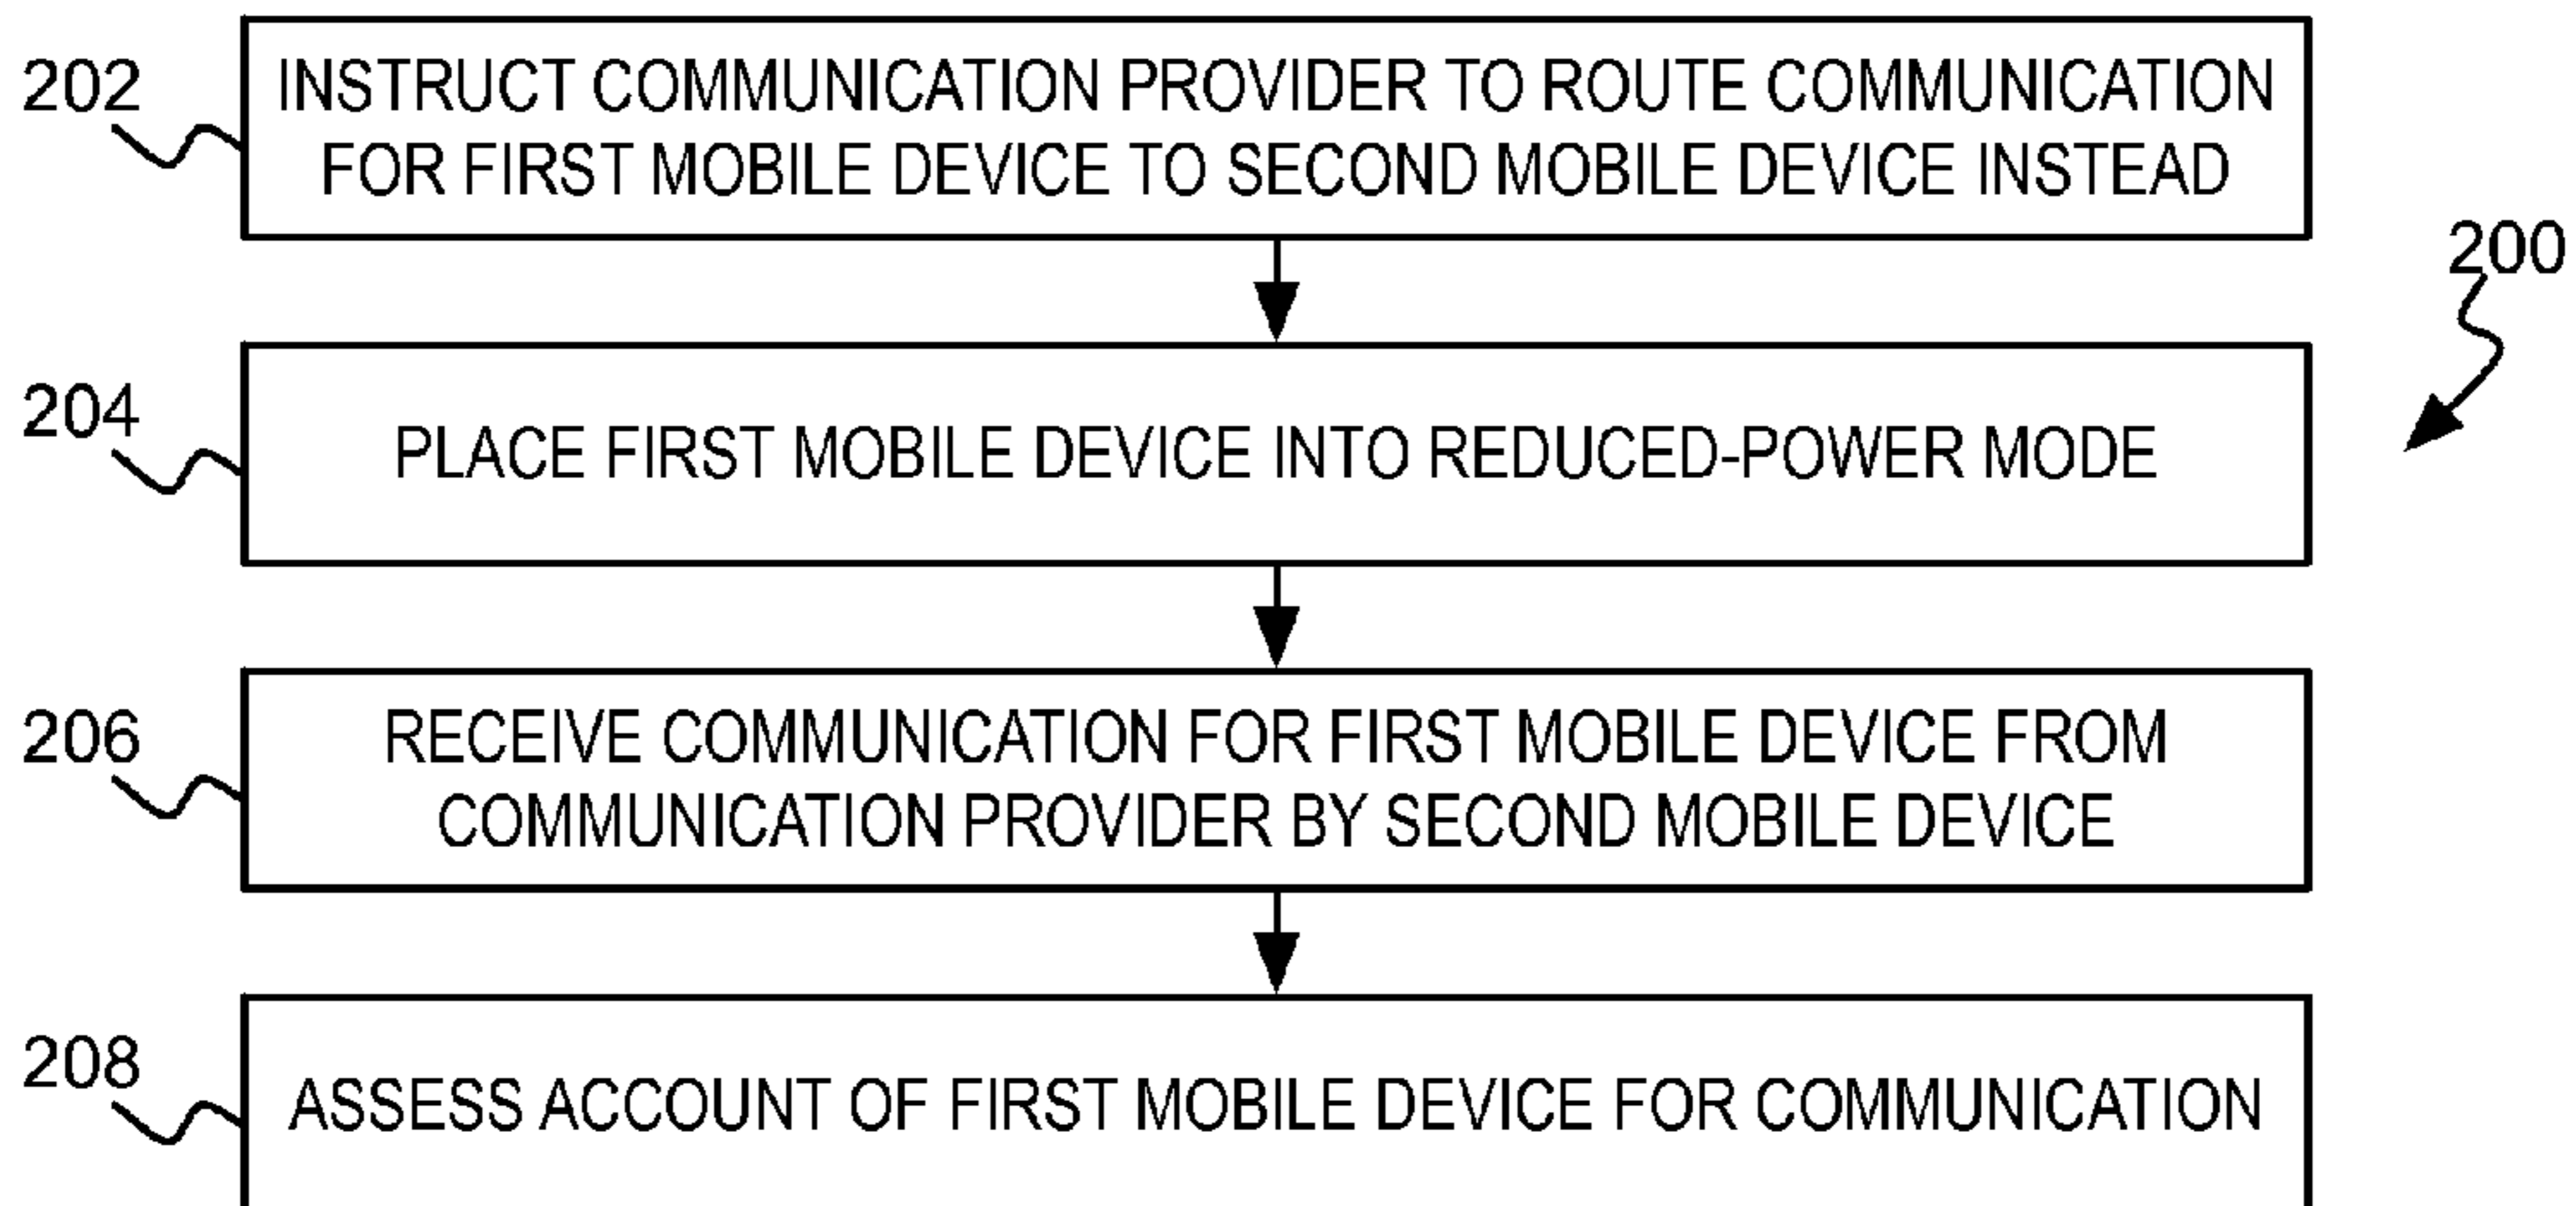 202
INSTRUCT COMMUNICATION PROVIDER TO ROUTE COMMUNICATION
FOR FIRST MOBILE DEVICE TO SECOND MOBILE DEVICE INSTEAD
200
204
PLACE FIRST MOBILE DEVICE INTO REDUCED-POWER MODE
206
RECEIVE COMMUNICATION FOR FIRST MOBILE DEVICE FROM
COMMUNICATION PROVIDER BY SECOND MOBILE DEVICE
208
ASSESS ACCOUNT OF FIRST MOBILE DEVICE FOR COMMUNICATION